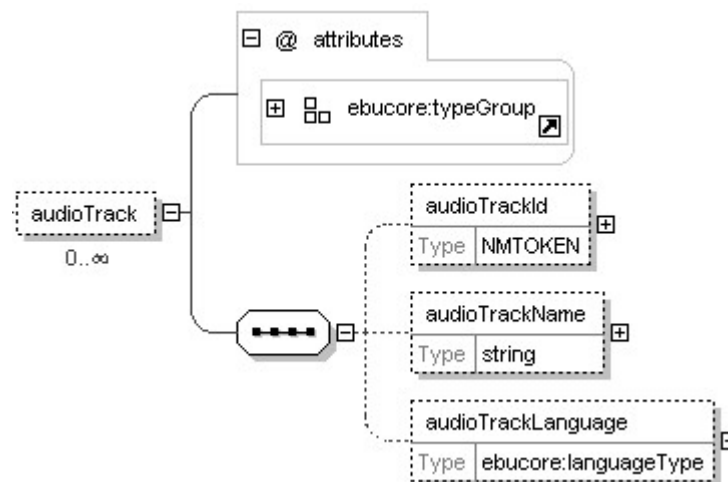 @ attributes
ebucore:typeGroup
audioTrack
0..∞
audioTrackId
Type NMTOKEN
audioTrackName
Type string
audioTrackLanguage
Type ebucore:languageType